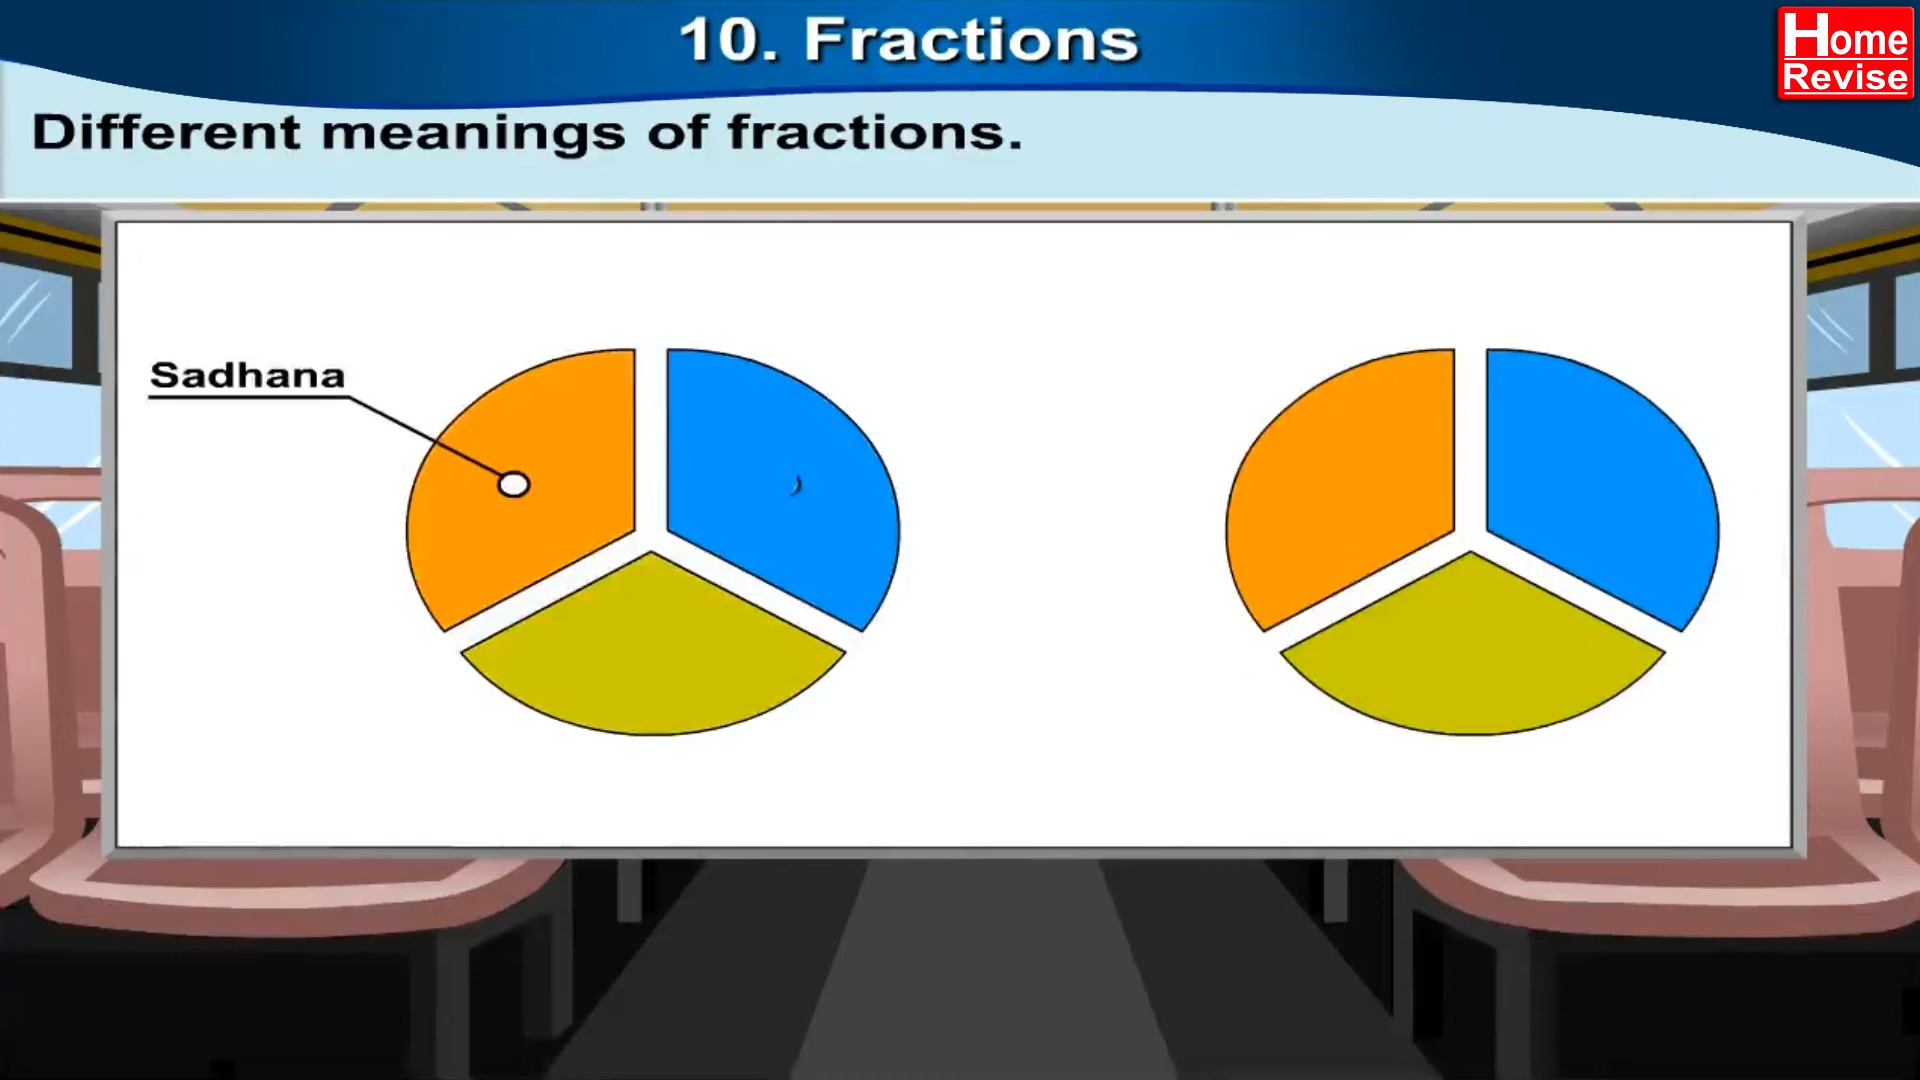 10. Fractions
Home
Revise
Different meanings of fractions.
Sadhana